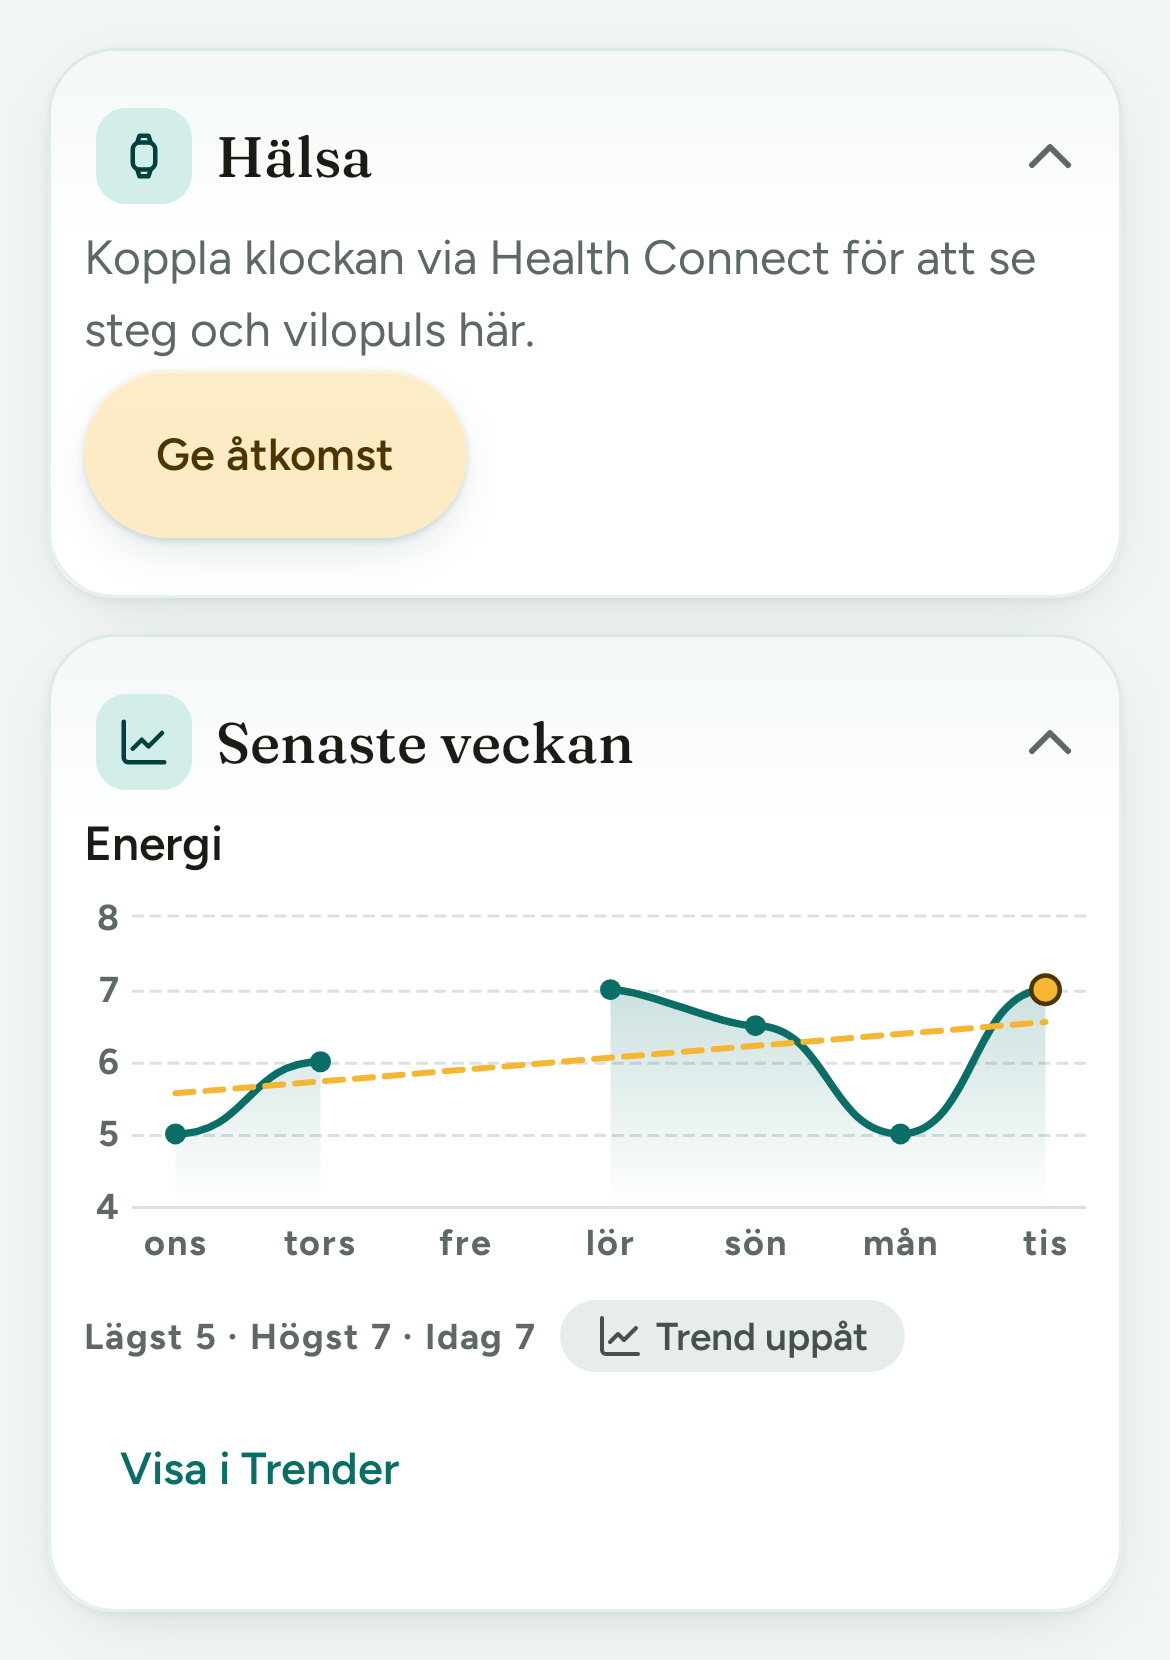 Hälsa
Koppla klockan via Health Connect för att se
steg och vilopuls här.
Ge åtkomst
Senaste veckan
Energi
8
7
6
5
4
ons tors fre lör sön mån tis
Lägst 5 · Högst 7 · Idag 7 Trend uppåt
Visa i Trender